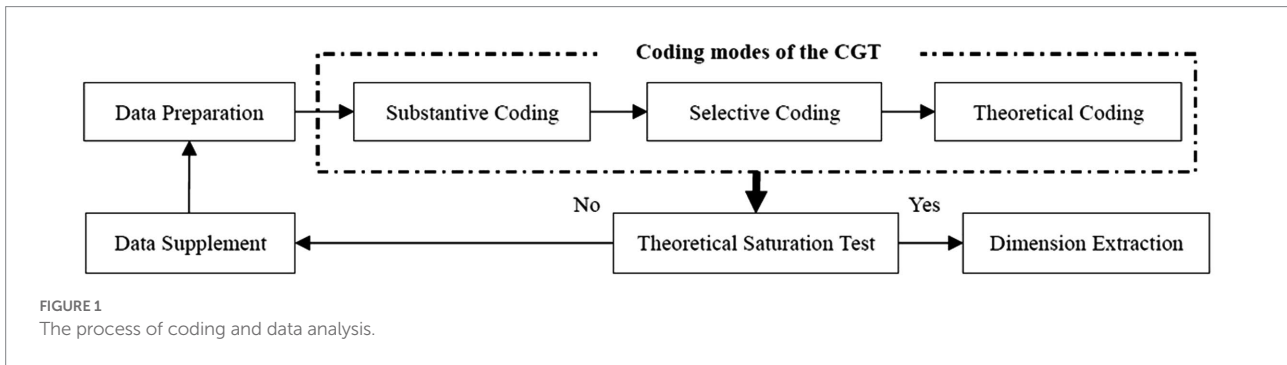 Coding modes of the CGT
Data Preparation
Substantive Coding
Selective Coding
Theoretical Coding
No
Yes
Data Supplement
Theoretical Saturation Test
Dimension Extraction
FIGURE 1
The process of coding and data analysis.